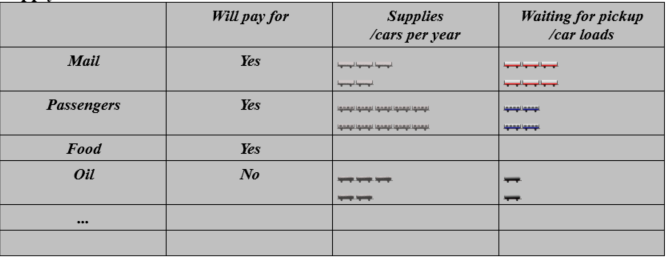 Will pay for
Supplies
/cars per year
Waiting for pickup
/car loads
Mail
Yes
Passengers
Yes
Food
Yes
Oil
No
...